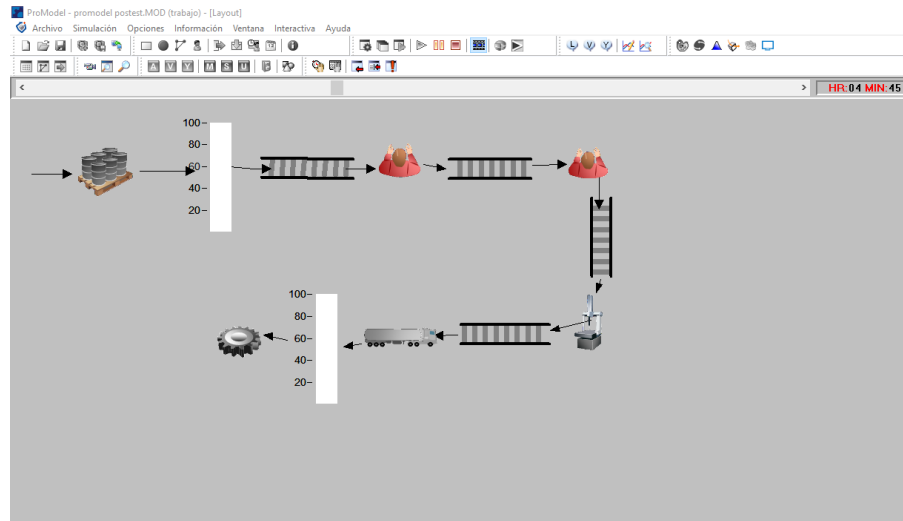 ProModel - promodel postest.MOD (trabajo) - [Layout]
Archivo Simulación Opciones Información Ventana Interactiva Ayuda
A V Y M S U
HR:04 MIN:45
100-
80-
60-
40-
20-
100-
80-
60-
40-
20-